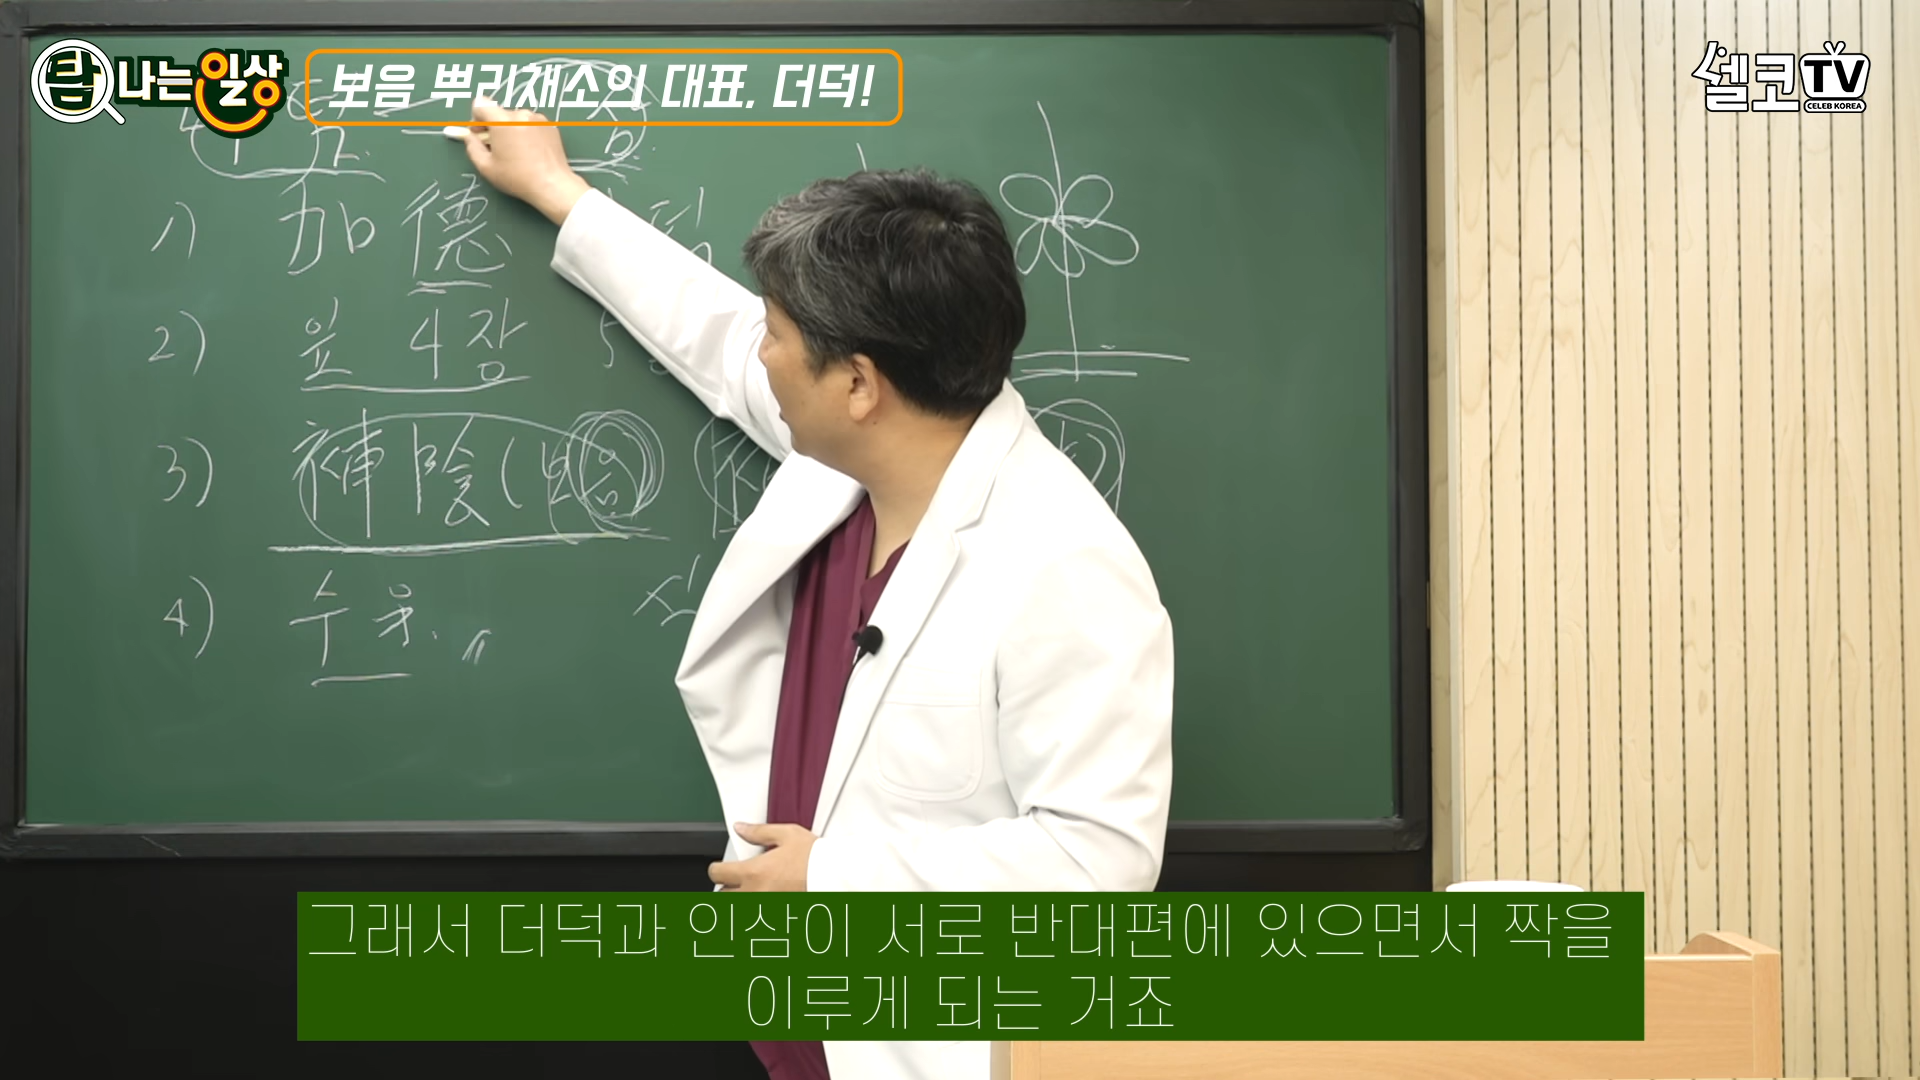 나는일상
보음 뿌리채소의 대표, 더덕!
셀코TV
CELEB KOREA
1) 加 德
2) 잎 4장 5
3) 補陰(보음
4) 수유.
그래서 더덕과 인삼이 서로 반대편에 있으면서 짝을
이루게 되는 거죠